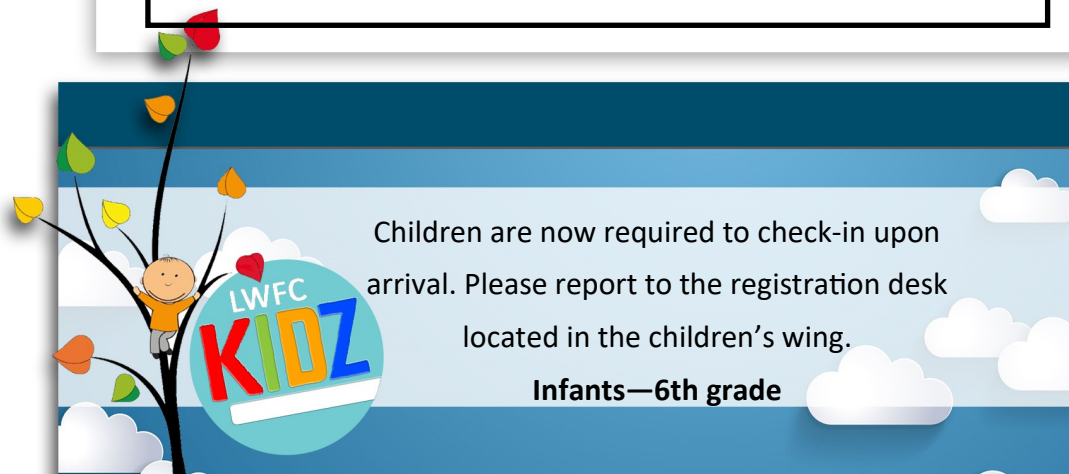 Children are now required to check-in upon
arrival. Please report to the registration desk
located in the children’s wing.
Infants—6th grade
LWFC
KIDZ